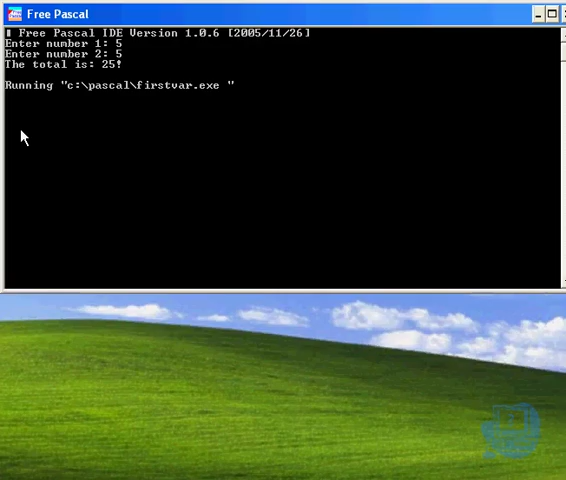 Free Pascal
Free Pascal IDE Version 1.0.6 [2005/11/26]
Enter number 1: 5
Enter number 2: 5
The total is: 25!
Running "c:\pascal\firstvar.exe "